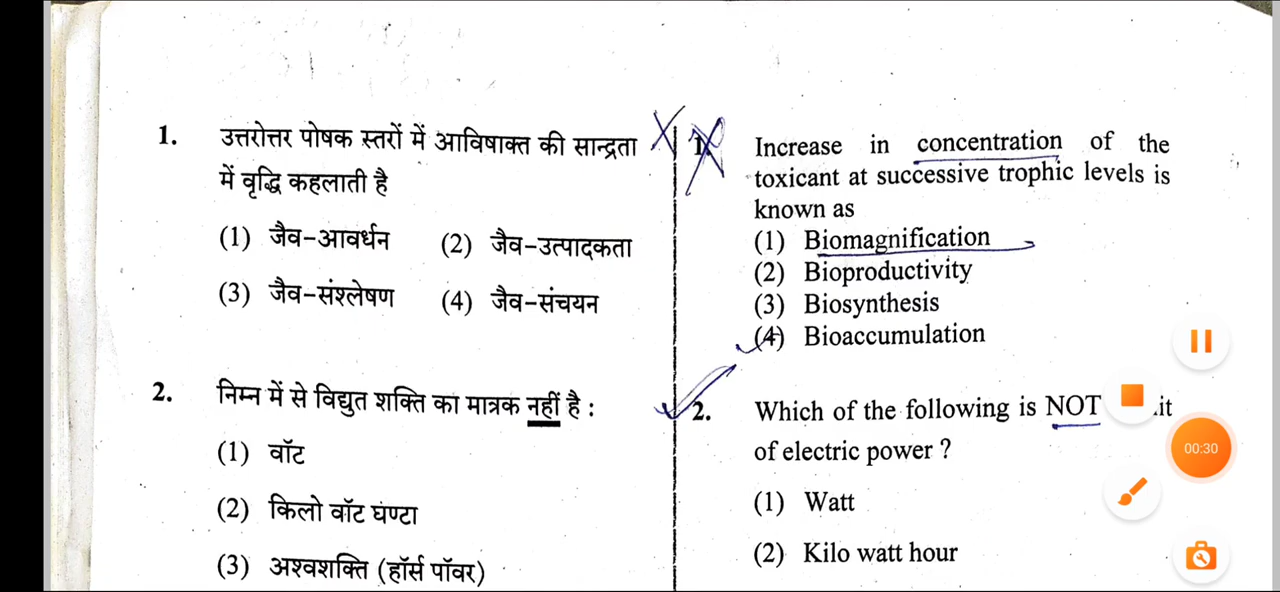 1. उत्तरोत्तर पोषक स्तरों में आविषाक्त की सान्द्रता
में वृद्धि कहलाती है
(1) जैव-आवर्धन (2) जैव-उत्पादकता
(3) जैव-संश्लेषण (4) जैव-संचयन
2. निम्न में से विद्युत शक्ति का मात्रक नहीं है :
(1) वॉट
(2) किलो वॉट घण्टा
(3) अश्वशक्ति (हॉर्स पॉवर)
1. Increase in concentration of the
toxicant at successive trophic levels is
known as
(1) Biomagnification
(2) Bioproductivity
(3) Biosynthesis
(4) Bioaccumulation
2. Which of the following is NOT
of electric power ?
(1) Watt
(2) Kilo watt hour
00:30